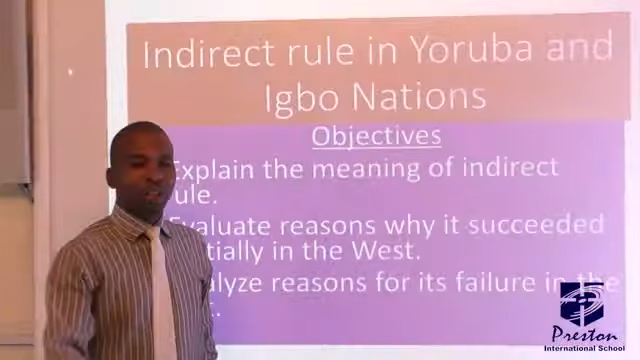 Indirect rule in Yoruba and
Igbo Nations
Objectives
Explain the meaning of indirect
rule.
Evaluate reasons why it succeeded
tially in the West.
alyze reasons for its failure in the
Preston
International School